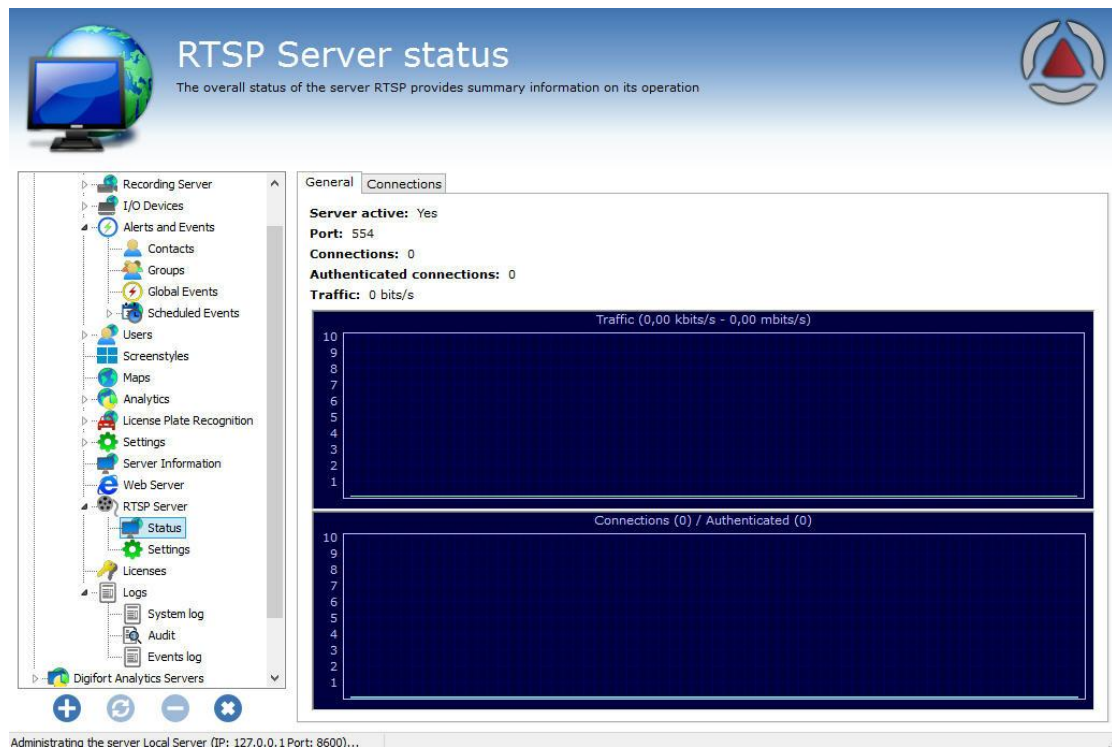 RTSP Server status
The overall status of the server RTSP provides summary information on its operation
Recording Server
I/O Devices
Alerts and Events
Contacts
Groups
Global Events
Scheduled Events
Users
Screenstyles
Maps
Analytics
License Plate Recognition
Settings
Server Information
Web Server
RTSP Server
Status
Settings
Licenses
Logs
System log
Audit
Events log
Digifort Analytics Servers
General Connections
Server active: Yes
Port: 554
Connections: 0
Authenticated connections: 0
Traffic: 0 bits/s
Traffic (0,00 kbits/s - 0,00 mbits/s)
10
9
8
7
6
5
4
3
2
1
Connections (0) / Authenticated (0)
10
9
8
7
6
5
4
3
2
1
Administrating the server Local Server (IP: 127.0.0.1 Port: 8600)...